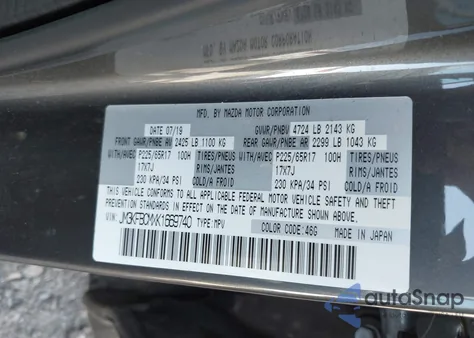 MFD. BY MAZDA MOTOR CORPORATION
DATE 07/19 GVWR/PNBV 4724 LB 2143 KG
FRONT GAWR/PNBE AV 2425 LB 1100 KG REAR GAWR/PNBE AR 2299 LB 1043 KG
WITH/AVEC P225/65R17 100H TIRES/PNEUS WITH/AVEC P225/65R17 100H TIRES/PNEUS
17X7J RIMS/JANTES 17X7J RIMS/JANTES
230 KPA/34 PSI COLD/A FROID 230 KPA/34 PSI COLD/A FROID
THIS VEHICLE CONFORMS TO ALL APPLICABLE FEDERAL MOTOR VEHICLE SAFETY AND
THEFT PREVENTION STANDARDS IN EFFECT ON THE DATE OF MANUFACTURE SHOWN ABOVE.
VIN: TYPE:MPV COLOR CODE:46G MADE IN JAPAN
autoSnap